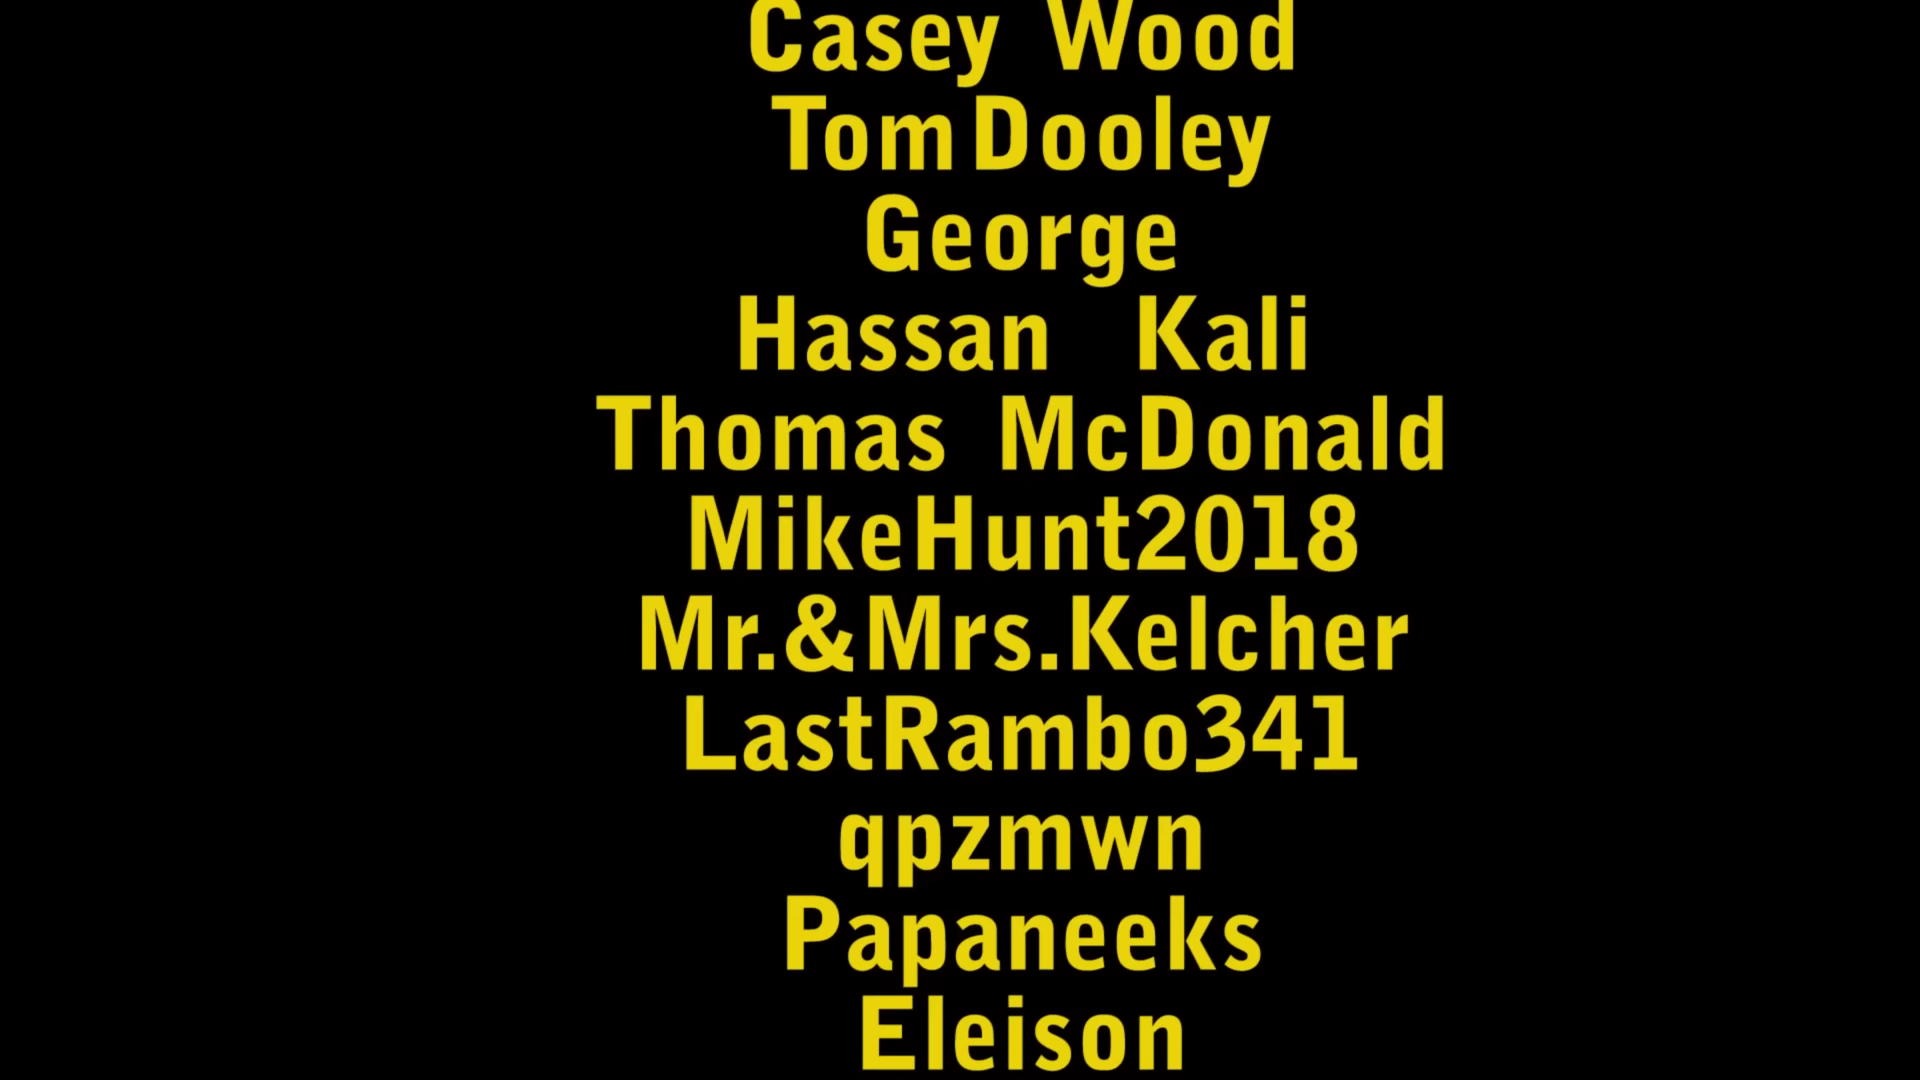 Casey Wood
Tom Dooley
George
Hassan Kali
Thomas McDonald
MikeHunt2018
Mr.&Mrs.Kelcher
LastRambo341
qpzmwn
Papaneeks
Eleison